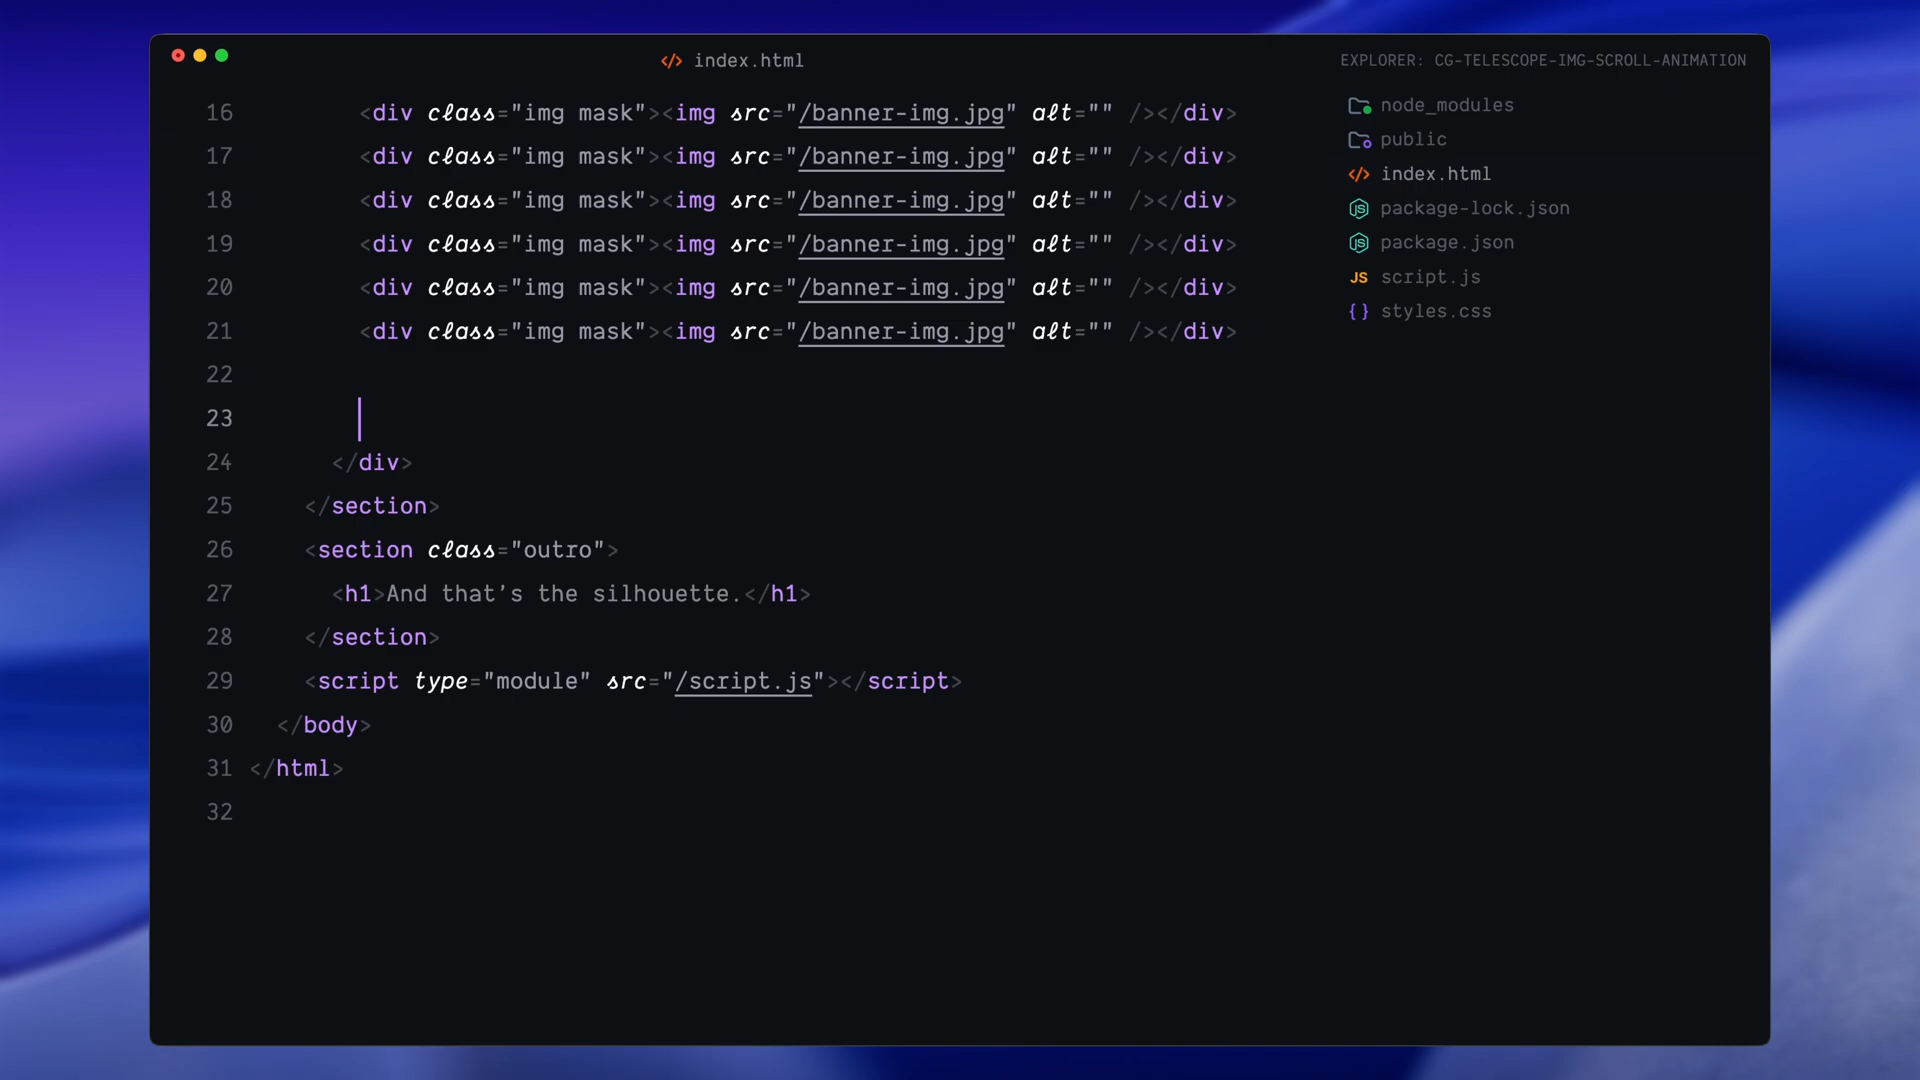 </> index.html
EXPLORER: CG-TELESCOPE-IMG-SCROLL-ANIMATION
16 <div class="img mask"><img src="/banner-img.jpg" alt="" /></div>
17 <div class="img mask"><img src="/banner-img.jpg" alt="" /></div>
18 <div class="img mask"><img src="/banner-img.jpg" alt="" /></div>
19 <div class="img mask"><img src="/banner-img.jpg" alt="" /></div>
20 <div class="img mask"><img src="/banner-img.jpg" alt="" /></div>
21 <div class="img mask"><img src="/banner-img.jpg" alt="" /></div>
22
23
24 </div>
25 </section>
26 <section class="outro">
27 <h1>And that’s the silhouette.</h1>
28 </section>
29 <script type="module" src="/script.js"></script>
30 </body>
31 </html>
32
node_modules
public
</> index.html
JS package-lock.json
JS package.json
JS script.js
{ } styles.css